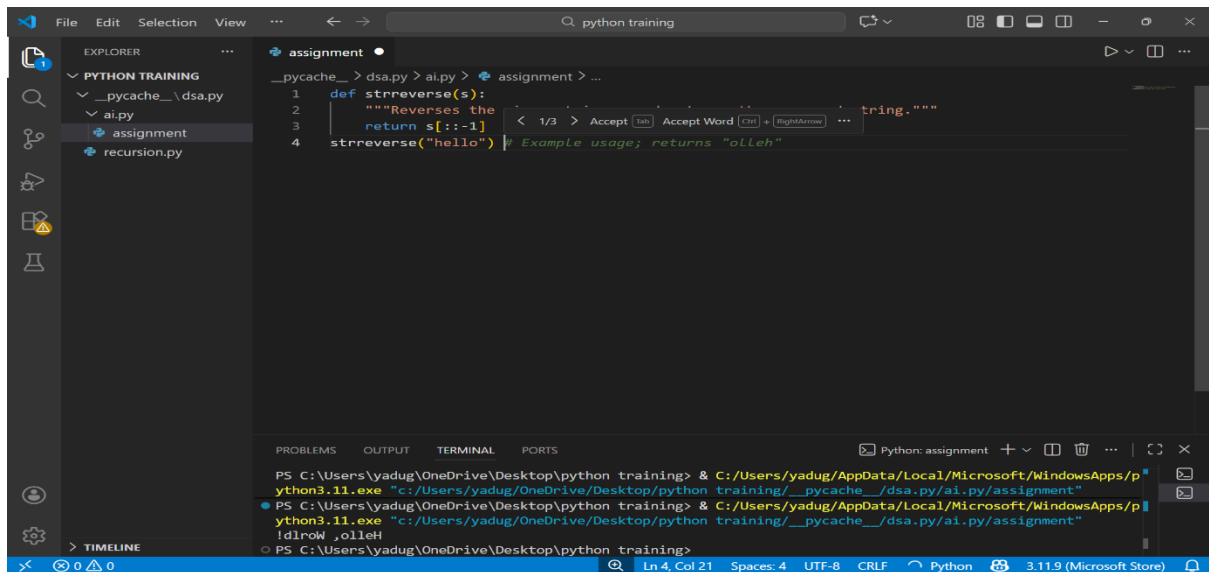 File Edit Selection View ... python training
EXPLORER ...
assignment
PYTHON TRAINING
__pycache__ > dsa.py > ai.py > assignment > ...
__pycache__\dsa.py
ai.py
assignment
recursion.py
1 def strreverse(s):
2 """Reverses the tring."""
< 1/3 > Accept Tab Accept Word Ctrl + RightArrow ...
3 return s[::-1]
4 strreverse("hello") # Example usage; returns "olleh"
1
PROBLEMS OUTPUT TERMINAL PORTS
Python: assignment
PS C:\Users\yadug\OneDrive\Desktop\python training> & C:/Users/yadug/AppData/Local/Microsoft/WindowsApps/p
ython3.11.exe "c:/Users/yadug/OneDrive/Desktop/python training/__pycache__/dsa.py/ai.py/assignment"
PS C:\Users\yadug\OneDrive\Desktop\python training> & C:/Users/yadug/AppData/Local/Microsoft/WindowsApps/p
ython3.11.exe "c:/Users/yadug/OneDrive/Desktop/python training/__pycache__/dsa.py/ai.py/assignment"
!dlroW ,olleH
PS C:\Users\yadug\OneDrive\Desktop\python training>
> TIMELINE
0 0 Ln 4, Col 21 Spaces: 4 UTF-8 CRLF Python 3.11.9 (Microsoft Store)